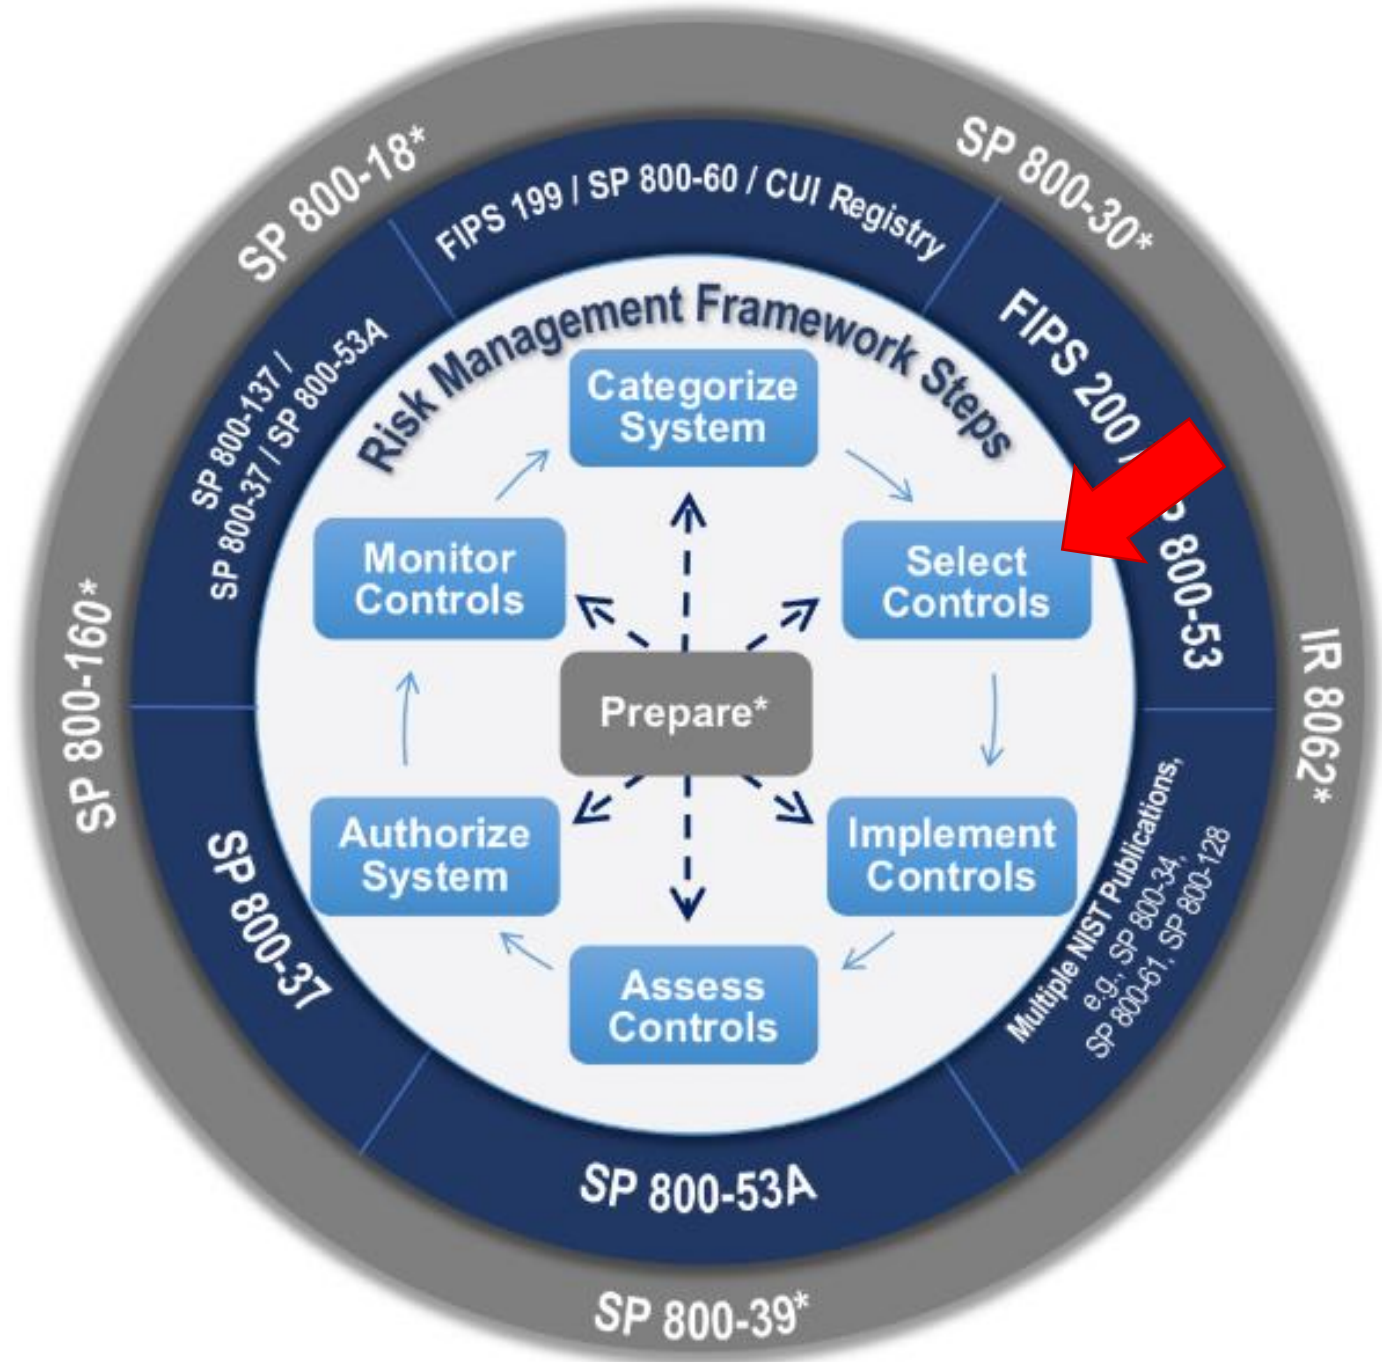 SP 800-18*
SP 800-30*
FIPS 199 / SP 800-60 / CUI Registry
FIPS 200 / P 800-53
SP 800-137 /
SP 800-37 / SP 800-53A
Risk Management Framework Steps
Categorize
System
Monitor
Controls
Select
Controls
Prepare*
SP 800-160*
IR 8062*
Authorize
System
Implement
Controls
SP 800-37
Multiple NIST Publications,
e.g., SP 800-34,
SP 800-61, SP 800-128
Assess
Controls
SP 800-53A
SP 800-39*